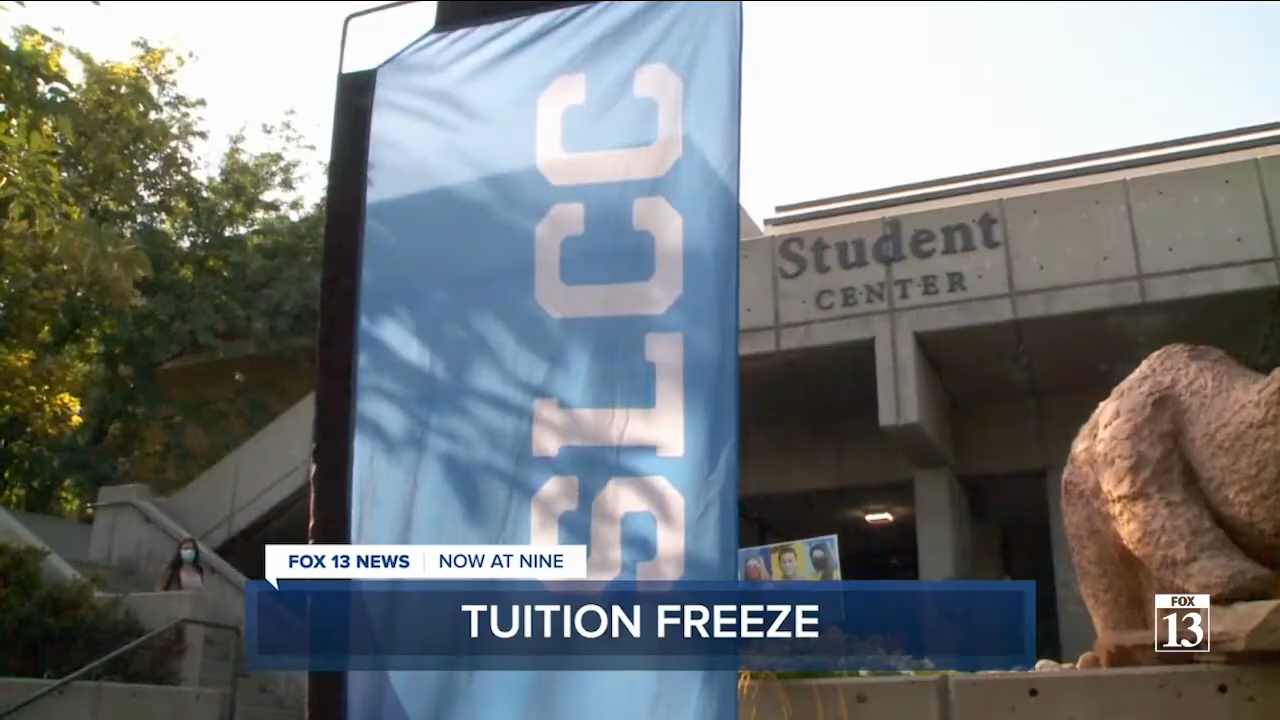 SLCC
Student
CENTER
FOX 13 NEWS NOW AT NINE
TUITION FREEZE
FOX
13